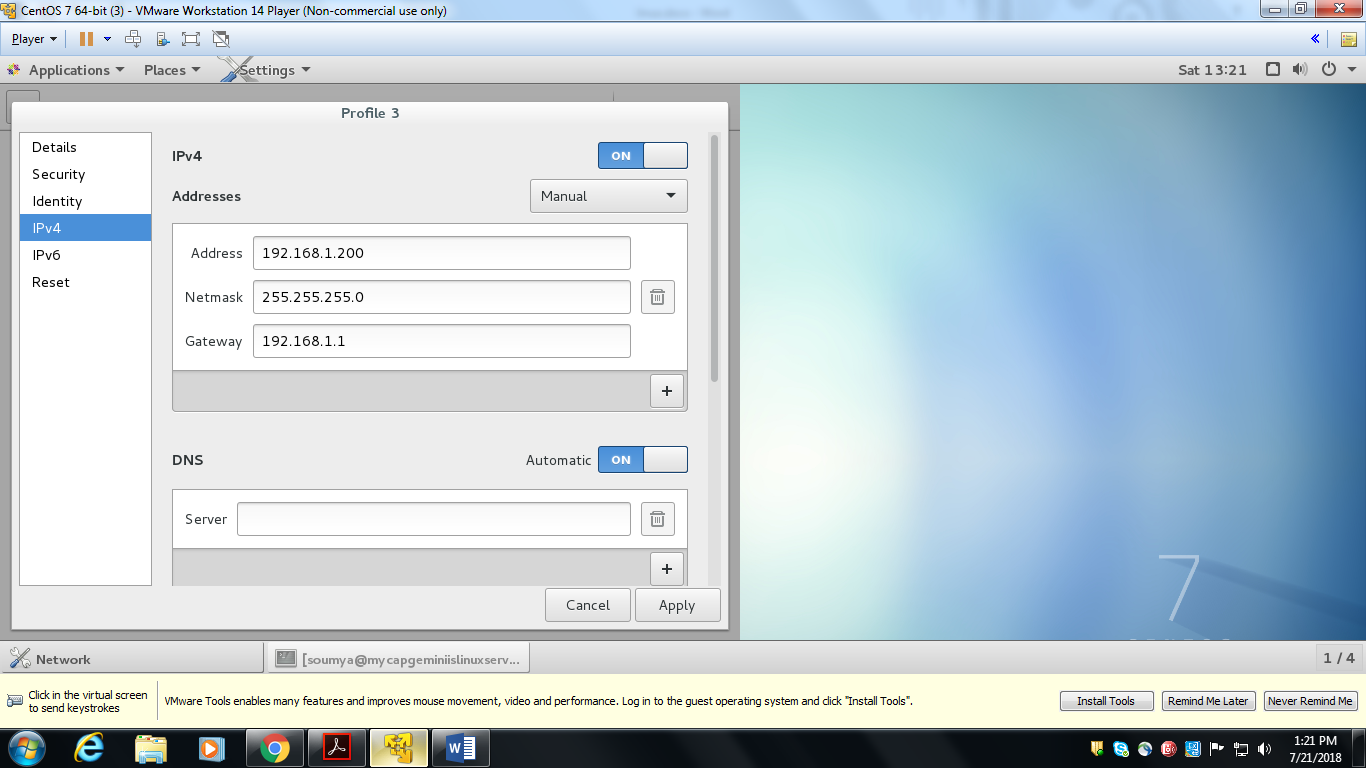 CentOS 7 64-bit (3) - VMware Workstation 14 Player (Non-commercial use only)
Player
Applications Places Settings Sat 13:21
Profile 3
Details
Security
Identity
IPv4
IPv6
Reset
IPv4 ON
Addresses Manual
Address 192.168.1.200
Netmask 255.255.255.0
Gateway 192.168.1.1
+
DNS Automatic ON
Server
+
Cancel Apply
7
Network [soumya@mycapgeminiislinuxserv... 1 / 4
Click in the virtual screen
to send keystrokes
VMware Tools enables many features and improves mouse movement, video and performance. Log in to the guest operating system and click "Install Tools".
Install Tools Remind Me Later Never Remind Me
1:21 PM
7/21/2018